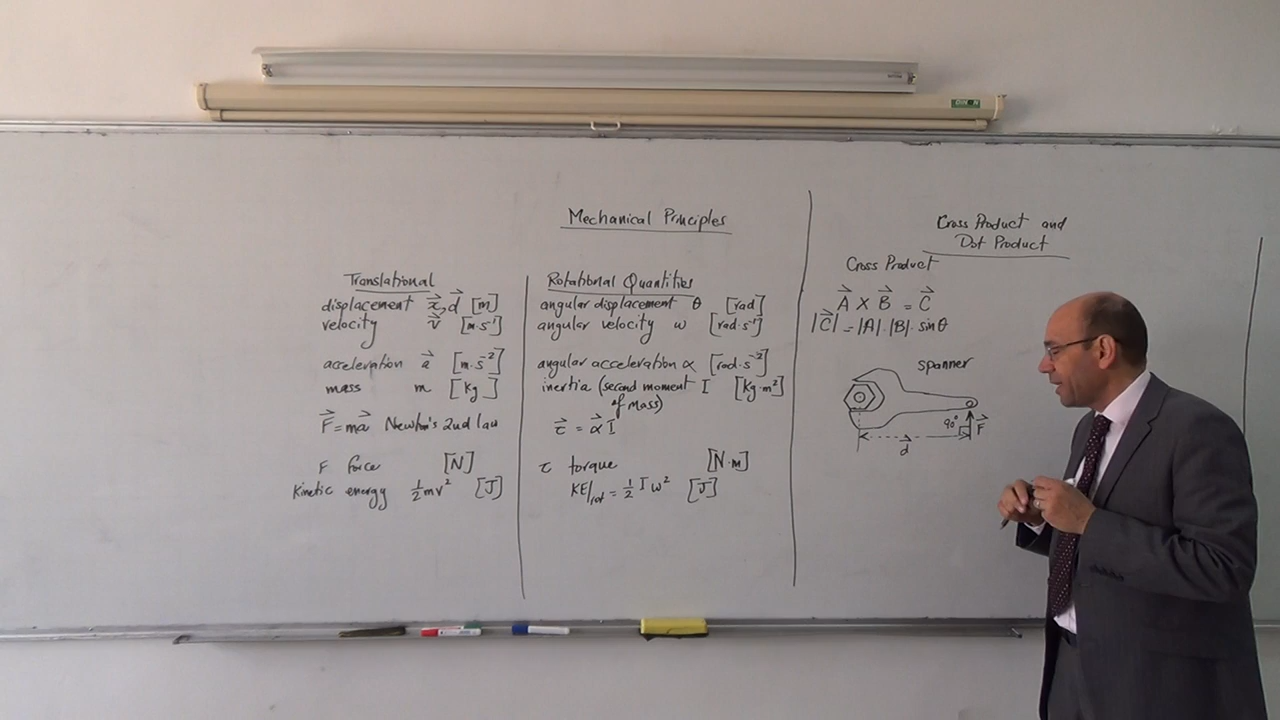 DINON
Mechanical Principles
Translational
displacement x⃗, d⃗ [m]
velocity v⃗ [m·s⁻¹]
acceleration a⃗ [m·s⁻²]
mass m [kg]
F⃗ = ma⃗ Newton's 2nd law
F force [N]
Kinetic energy ½mv² [J]
Rotational Quantities
angular displacement θ [rad]
angular velocity ω [rad·s⁻¹]
angular acceleration α [rad·s⁻²]
inertia (second moment I [kg·m²]
of mass)
τ⃗ = α⃗ I
τ torque [N·m]
KE/rot = ½ I ω² [J]
Cross Product and
Dot Product
Cross Product
A⃗ X B⃗ = C⃗
|C⃗| = |A|·|B|· sinθ
spanner
90° F⃗
d⃗